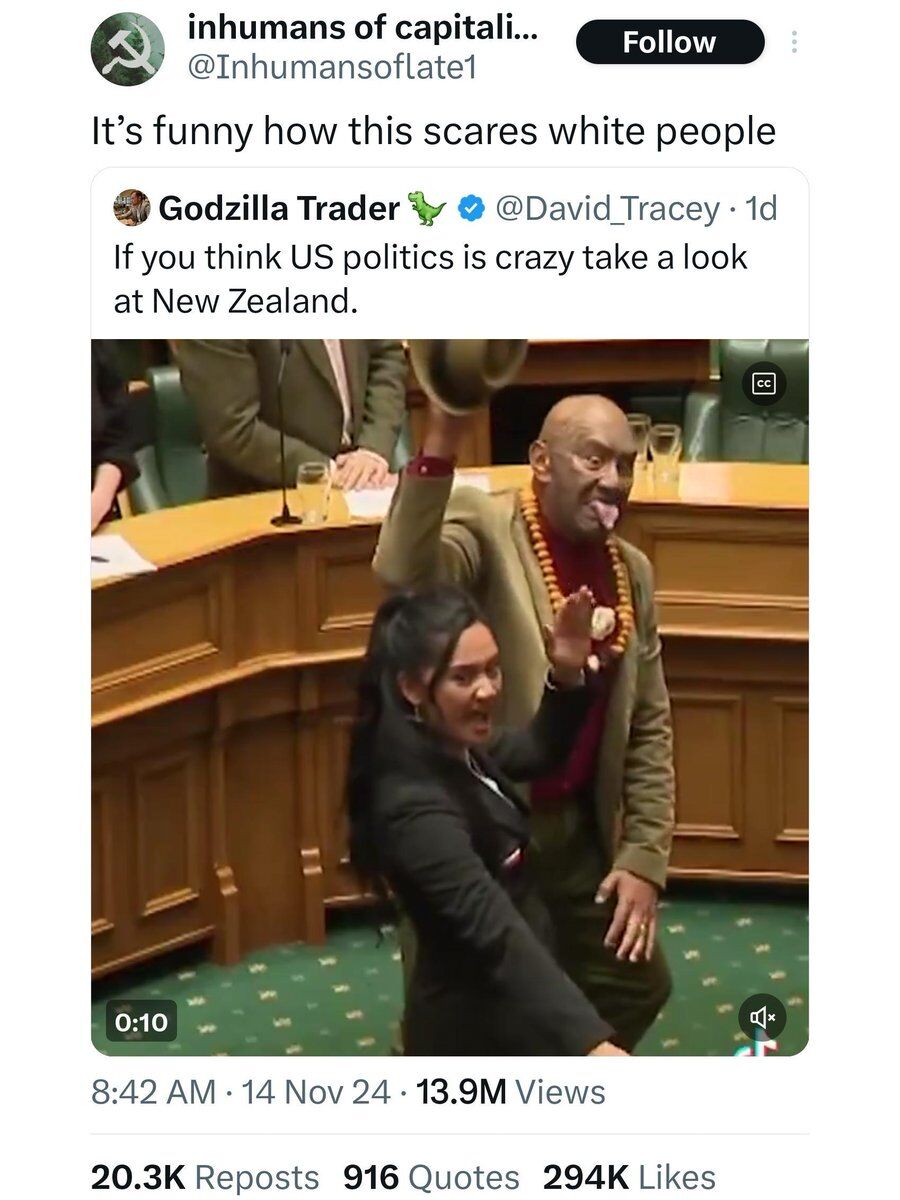 inhumans of capitali...
Follow
@Inhumansoflate1
It's funny how this scares white people
Godzilla Trader🦖 @David_Tracey · 1d
If you think US politics is crazy take a look
at New Zealand.
CC
0:10
8:42 AM · 14 Nov 24 · 13.9M Views
20.3K Reposts 916 Quotes 294K Likes